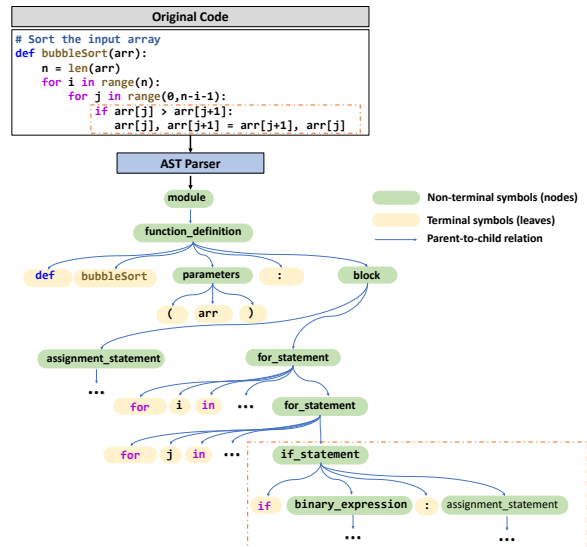 Original Code
# Sort the input array
def bubbleSort(arr):
n = len(arr)
for i in range(n):
for j in range(0,n-i-1):
if arr[j] > arr[j+1]:
arr[j], arr[j+1] = arr[j+1], arr[j]
AST Parser
module
Non-terminal symbols (nodes)
Terminal symbols (leaves)
Parent-to-child relation
function_definition
def bubbleSort parameters : block
( arr )
assignment_statement for_statement
...
for i in ... for_statement
for j in ... if_statement
if binary_expression : assignment_statement
... ...